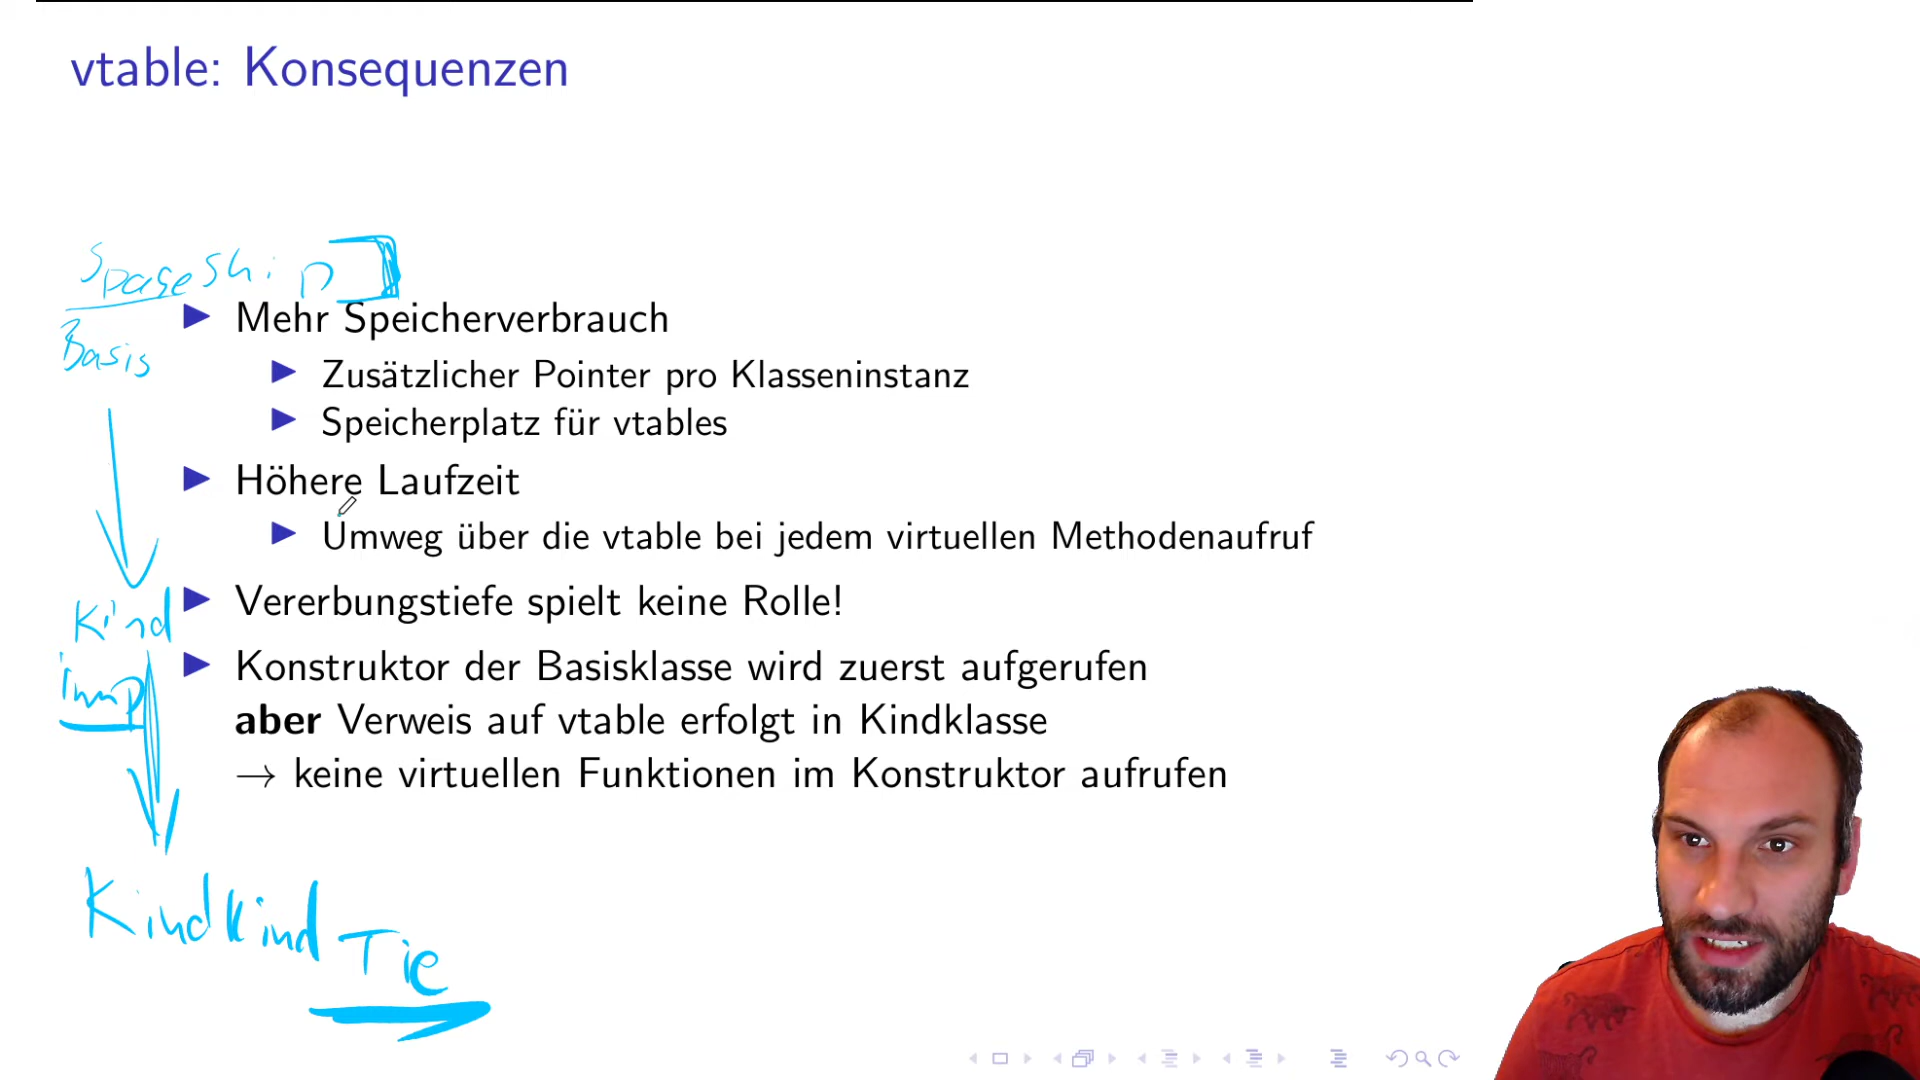 vtable: Konsequenzen
Spaceship
Basis
Mehr Speicherverbrauch
Zusätzlicher Pointer pro Klasseninstanz
Speicherplatz für vtables
Höhere Laufzeit
Umweg über die vtable bei jedem virtuellen Methodenaufruf
Kind
Vererbungstiefe spielt keine Rolle!
imp
Konstruktor der Basisklasse wird zuerst aufgerufen
aber Verweis auf vtable erfolgt in Kindklasse
→ keine virtuellen Funktionen im Konstruktor aufrufen
Kindkind
Tie